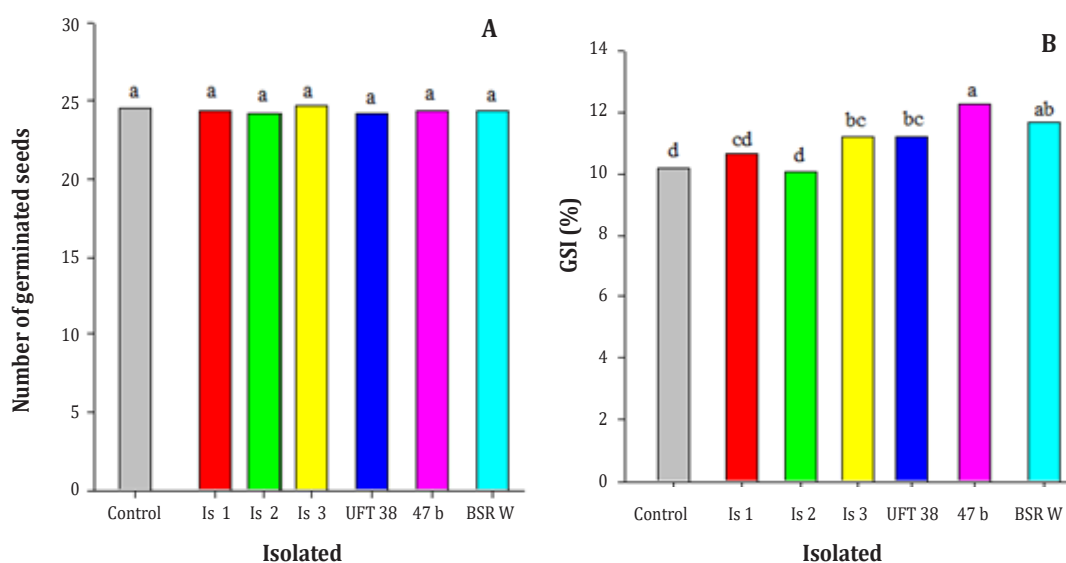 A
Number of germinated seeds
30
25
20
15
10
5
0
a a a a a a a
Control Is 1 Is 2 Is 3 UFT 38 47 b BSR W
Isolated
B
GSI (%)
14
12
10
8
6
4
2
0
d cd d bc bc a ab
Control Is 1 Is 2 Is 3 UFT 38 47 b BSR W
Isolated